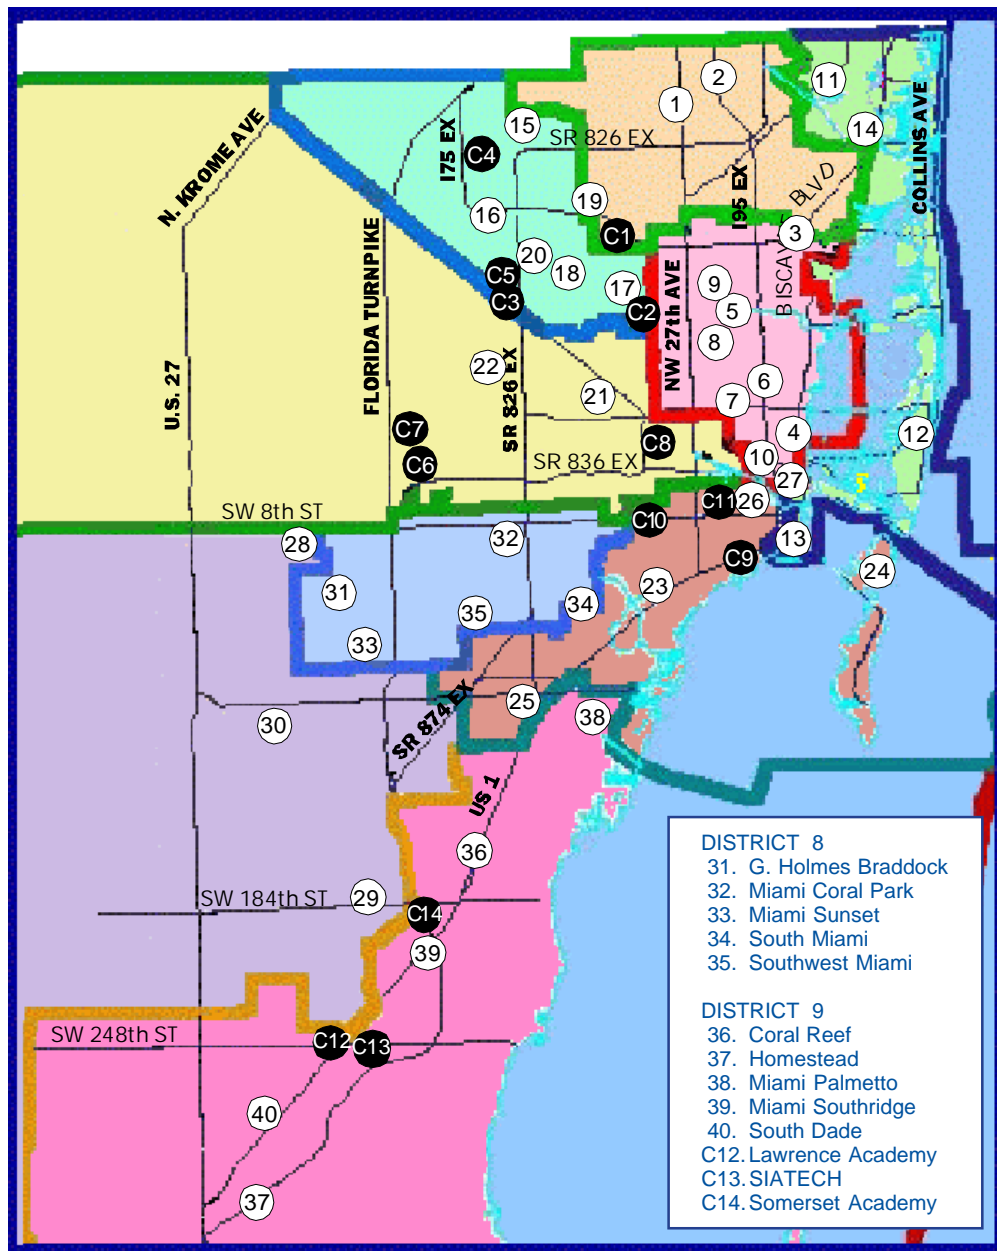 2
11
1
15
I75 EX
C4
SR 826 EX
14
COLLINS AVE
N. KROME AVE
16
19
C1
I95 EX
BISCAYNE BLVD
3
FLORIDA TURNPIKE
20
18
C5
C3
17
C2
NW 27th AVE
9
5
8
U.S. 27
22
SR 826 EX
21
6
7
C7
C6
C8
4
12
SR 836 EX
10
27
SW 8th ST
C11
26
C10
28
32
13
C9
31
23
24
34
35
33
30
SR 874 EX
25
38
US 1
36
SW 184th ST
29
C14
39
SW 248th ST
C12
C13
40
37
DISTRICT 8
31. G. Holmes Braddock
32. Miami Coral Park
33. Miami Sunset
34. South Miami
35. Southwest Miami
DISTRICT 9
36. Coral Reef
37. Homestead
38. Miami Palmetto
39. Miami Southridge
40. South Dade
C12. Lawrence Academy
C13. SIATECH
C14. Somerset Academy